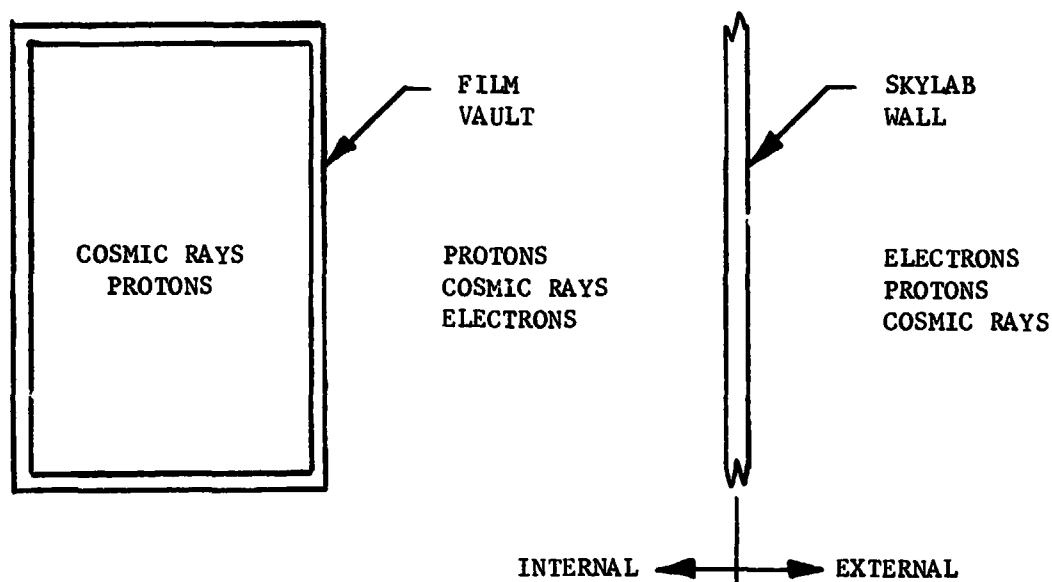 FILM
VAULT
SKYLAB
WALL
COSMIC RAYS
PROTONS
PROTONS
COSMIC RAYS
ELECTRONS
ELECTRONS
PROTONS
COSMIC RAYS
INTERNAL
EXTERNAL